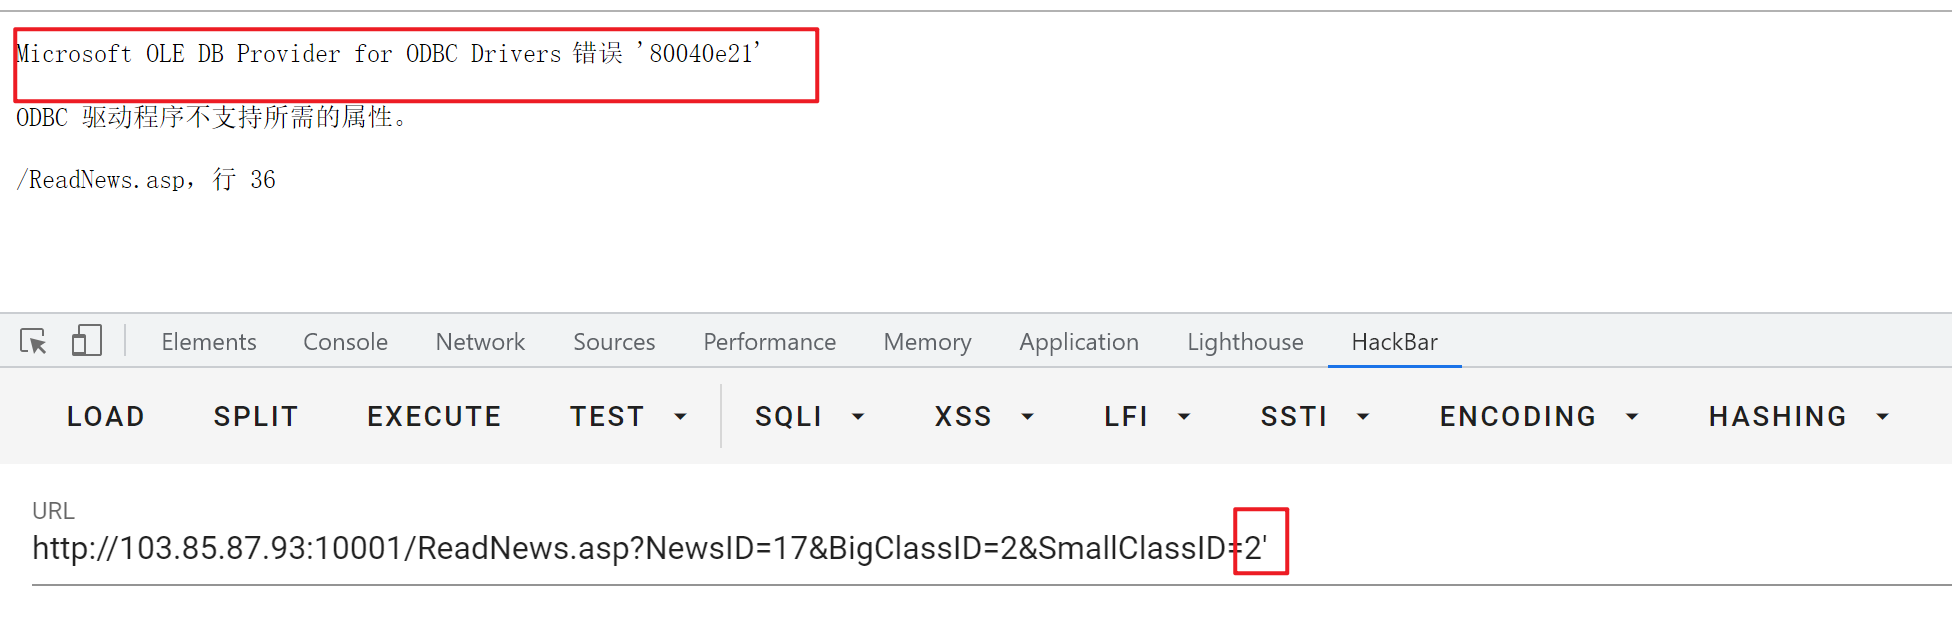 Microsoft OLE DB Provider for ODBC Drivers 错误 '80040e21'
ODBC 驱动程序不支持所需的属性。
/ReadNews.asp，行 36
Elements Console Network Sources Performance Memory Application Lighthouse HackBar
LOAD SPLIT EXECUTE TEST SQLI XSS LFI SSTI ENCODING HASHING
URL
http://103.85.87.93:10001/ReadNews.asp?NewsID=17&BigClassID=2&SmallClassID=2'